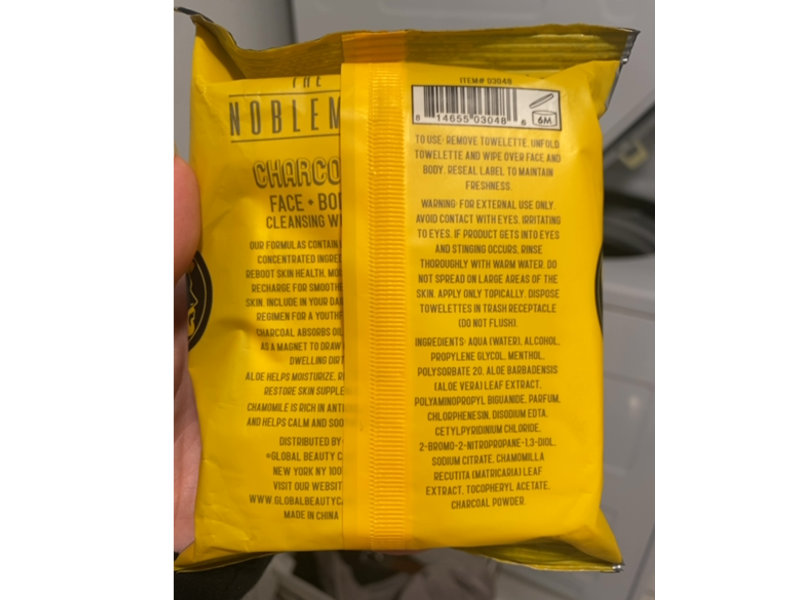 THE
NOBLEM
CHARCO
FACE + BO
CLEANSING W
OUR FORMULAS CONTAIN
CONCENTRATED INGRE
REBOOT SKIN HEALTH, MO
RECHARGE FOR SMOOTH
SKIN. INCLUDE IN YOUR DA
REGIMEN FOR A YOUTHF
CHARCOAL ABSORBS OIL
AS A MAGNET TO DRAW
DWELLING DIRT
ALOE HELPS MOISTURIZE, R
RESTORE SKIN SUPPLE
CHAMOMILE IS RICH IN ANTI
AND HELPS CALM AND SOO
DISTRIBUTED BY
©GLOBAL BEAUTY C
NEW YORK NY 100
VISIT OUR WEBSIT
WWW.GLOBALBEAUTYCA
MADE IN CHINA
ITEM# 03048
8 14655 03048 6
6M
TO USE: REMOVE TOWELETTE, UNFOLD
TOWELETTE AND WIPE OVER FACE AND
BODY. RESEAL LABEL TO MAINTAIN
FRESHNESS.
WARNING: FOR EXTERNAL USE ONLY.
AVOID CONTACT WITH EYES. IRRITATING
TO EYES. IF PRODUCT GETS INTO EYES
AND STINGING OCCURS, RINSE
THOROUGHLY WITH WARM WATER. DO
NOT SPREAD ON LARGE AREAS OF THE
SKIN. APPLY ONLY TOPICALLY. DISPOSE
TOWELETTES IN TRASH RECEPTACLE
(DO NOT FLUSH).
INGREDIENTS: AQUA (WATER), ALCOHOL,
PROPYLENE GLYCOL, MENTHOL,
POLYSORBATE 20, ALOE BARBADENSIS
(ALOE VERA) LEAF EXTRACT,
POLYAMINOPROPYL BIGUANIDE, PARFUM,
CHLORPHENESIN, DISODIUM EDTA,
CETYLPYRIDINIUM CHLORIDE,
2-BROMO-2-NITROPROPANE-1,3-DIOL,
SODIUM CITRATE, CHAMOMILLA
RECUTITA (MATRICARIA) LEAF
EXTRACT, TOCOPHERYL ACETATE,
CHARCOAL POWDER.